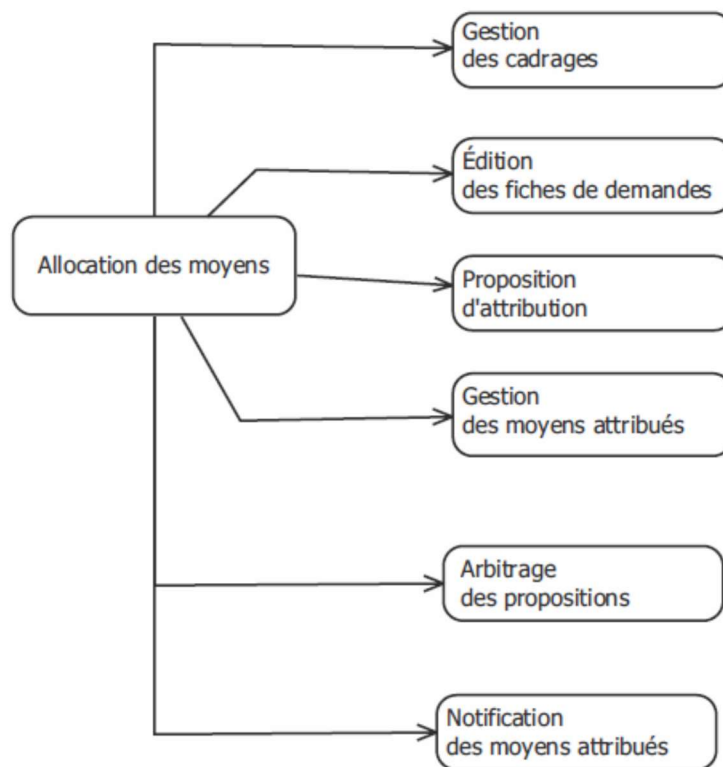 Gestion
des cadrages
Édition
des fiches de demandes
Allocation des moyens
Proposition
d'attribution
Gestion
des moyens attribués
Arbitrage
des propositions
Notification
des moyens attribués